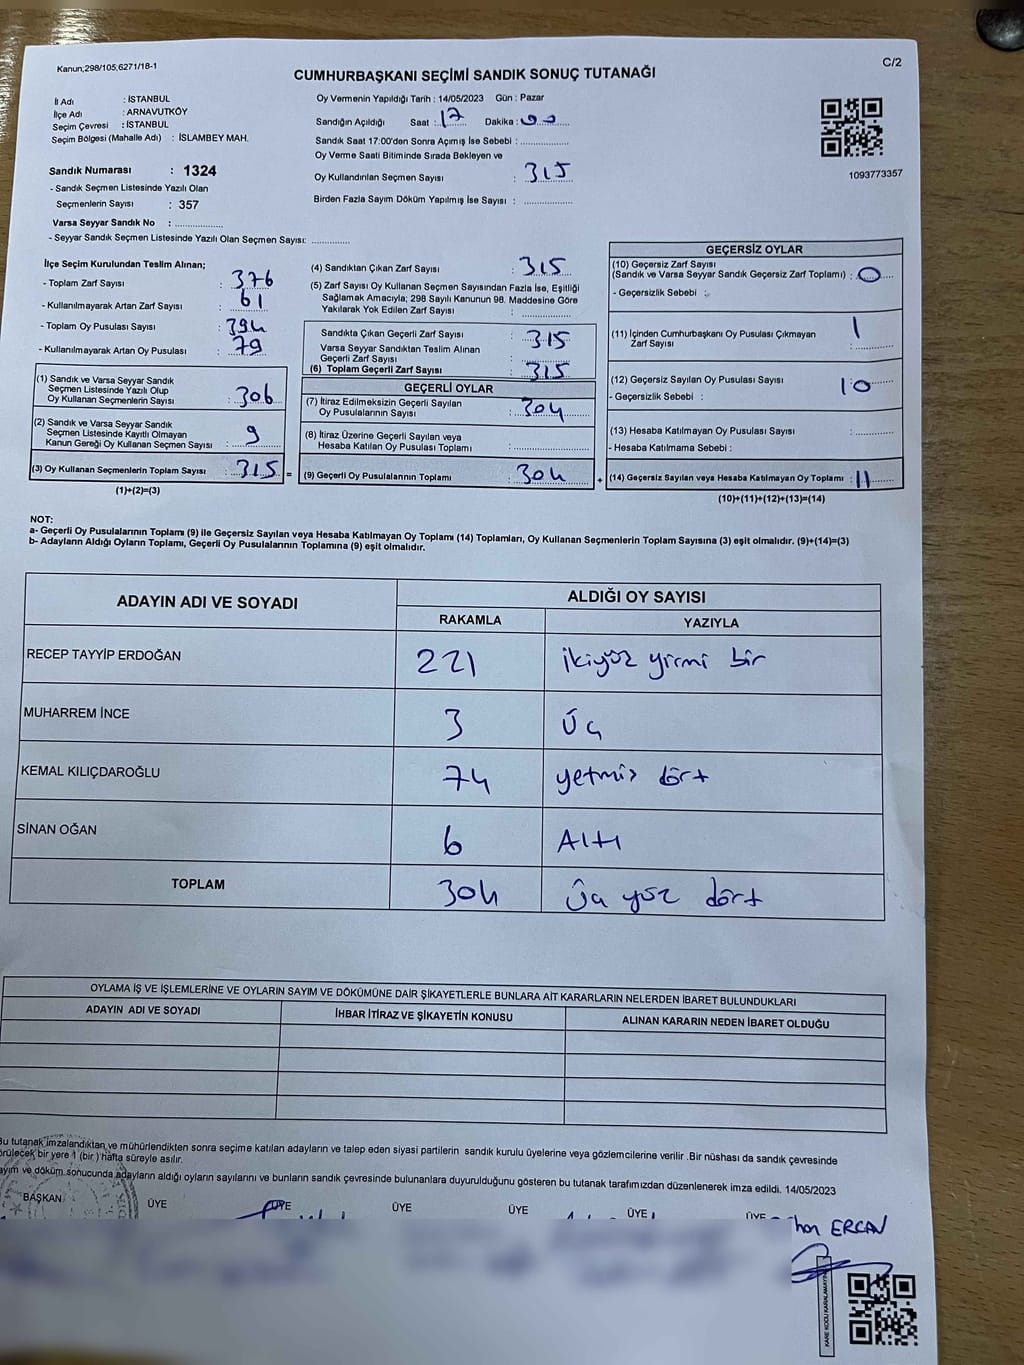 Kanun;298/105,6271/18-1
C/2
CUMHURBAŞKANI SEÇİMİ SANDIK SONUÇ TUTANAĞI
İl Adı : İSTANBUL
İlçe Adı : ARNAVUTKÖY
Seçim Çevresi : İSTANBUL
Seçim Bölgesi (Mahalle Adı) : İSLAMBEY MAH.
Sandık Numarası : 1324
- Sandık Seçmen Listesinde Yazılı Olan
Seçmenlerin Sayısı : 357
Varsa Seyyar Sandık No : ..................
- Seyyar Sandık Seçmen Listesinde Yazılı Olan Seçmen Sayısı: ..............
Oy Vermenin Yapıldığı Tarih : 14/05/2023 Gün : Pazar
Sandığın Açıldığı Saat : 17 Dakika : 00
Sandık Saat 17:00'den Sonra Açımış İse Sebebi : ..................
Oy Verme Saati Bitiminde Sırada Bekleyen ve
Oy Kullandırılan Seçmen Sayısı : 315
Birden Fazla Sayım Döküm Yapılmış İse Sayısı : ..................
1093773357
İlçe Seçim Kurulundan Teslim Alınan;
- Toplam Zarf Sayısı : 376
- Kullanılmayarak Artan Zarf Sayısı : 61
- Toplam Oy Pusulası Sayısı : 394
- Kullanılmayarak Artan Oy Pusulası : 79
(1) Sandık ve Varsa Seyyar Sandık
Seçmen Listesinde Yazılı Olup
Oy Kullanan Seçmenlerin Sayısı : 306
(2) Sandık ve Varsa Seyyar Sandık
Seçmen Listesinde Kayıtlı Olmayan
Kanun Gereği Oy Kullanan Seçmen Sayısı : 9
(3) Oy Kullanan Seçmenlerin Toplam Sayısı : 315 =
(1)+(2)=(3)
(4) Sandıktan Çıkan Zarf Sayısı : 315
(5) Zarf Sayısı Oy Kullanan Seçmen Sayısından Fazla İse, Eşitliği
Sağlamak Amacıyla; 298 Sayılı Kanunun 98. Maddesine Göre
Yakılarak Yok Edilen Zarf Sayısı : ..................
Sandıkta Çıkan Geçerli Zarf Sayısı : 315
Varsa Seyyar Sandıktan Teslim Alınan
Geçerli Zarf Sayısı :
(6) Toplam Geçerli Zarf Sayısı : 315
GEÇERLİ OYLAR
(7) İtiraz Edilmeksizin Geçerli Sayılan
Oy Pusulalarının Sayısı : 304
(8) İtiraz Üzerine Geçerli Sayılan veya
Hesaba Katılan Oy Pusulası Toplamı : ..................
(9) Geçerli Oy Pusulalarının Toplamı : 304 +
GEÇERSİZ OYLAR
(10) Geçersiz Zarf Sayısı
(Sandık ve Varsa Seyyar Sandık Geçersiz Zarf Toplamı) : 0
- Geçersizlik Sebebi :
(11) İçinden Cumhurbaşkanı Oy Pusulası Çıkmayan
Zarf Sayısı : 1
(12) Geçersiz Sayılan Oy Pusulası Sayısı : 10
- Geçersizlik Sebebi :
(13) Hesaba Katılmayan Oy Pusulası Sayısı : ..................
- Hesaba Katılmama Sebebi :
(14) Geçersiz Sayılan veya Hesaba Katılmayan Oy Toplamı : 11
(10)+(11)+(12)+(13)=(14)
NOT:
a- Geçerli Oy Pusulalarının Toplamı (9) ile Geçersiz Sayılan veya Hesaba Katılmayan Oy Toplamı (14) Toplamları, Oy Kullanan Seçmenlerin Toplam Sayısına (3) eşit olmalıdır. (9)+(14)=(3)
b- Adayların Aldığı Oyların Toplamı, Geçerli Oy Pusulalarının Toplamına (9) eşit olmalıdır.
ADAYIN ADI VE SOYADI
ALDIĞI OY SAYISI
RAKAMLA YAZIYLA
RECEP TAYYİP ERDOĞAN 221 ikiyüz yirmi bir
MUHARREM İNCE 3 Üç
KEMAL KILIÇDAROĞLU 74 yetmiş dört
SİNAN OĞAN 6 Altı
TOPLAM 304 Üç yüz dört
OYLAMA İŞ VE İŞLEMLERİNE VE OYLARIN SAYIM VE DÖKÜMÜNE DAİR ŞİKAYETLERLE BUNLARA AİT KARARLARIN NELERDEN İBARET BULUNDUKLARI
ADAYIN ADI VE SOYADI İHBAR İTİRAZ VE ŞİKAYETİN KONUSU ALINAN KARARIN NEDEN İBARET OLDUĞU
Bu tutanak imzalandıktan ve mühürlendikten sonra seçime katılan adayların ve talep eden siyasi partilerin sandık kurulu üyelerine veya gözlemcilerine verilir .Bir nüshası da sandık çevresinde
görülecek bir yere 1 (bir ) hafta süreyle asılır.
ayım ve döküm sonucunda adayların aldığı oyların sayılarını ve bunların sandık çevresinde bulunanlara duyurulduğunu gösteren bu tutanak tarafımızdan düzenlenerek imza edildi. 14/05/2023
BAŞKAN ÜYE ÜYE ÜYE ÜYE ÜYE ÜYE
ERCAN